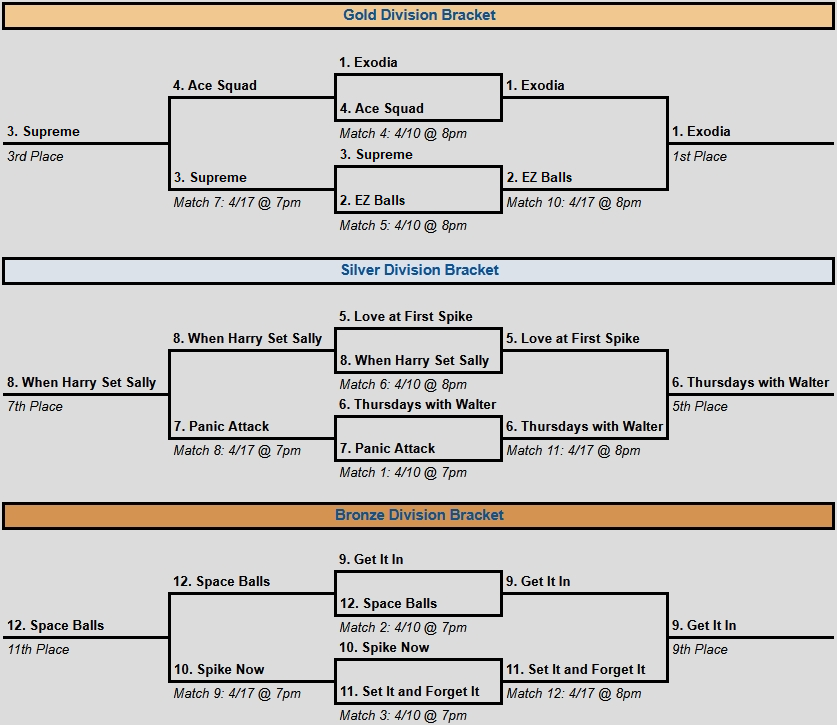 Gold Division Bracket
1. Exodia
4. Ace Squad
1. Exodia
4. Ace Squad
3. Supreme
Match 4: 4/10 @ 8pm
1. Exodia
3rd Place
3. Supreme
1st Place
3. Supreme
2. EZ Balls
2. EZ Balls
Match 7: 4/17 @ 7pm
Match 10: 4/17 @ 8pm
Match 5: 4/10 @ 8pm
Silver Division Bracket
5. Love at First Spike
8. When Harry Set Sally
5. Love at First Spike
8. When Harry Set Sally
8. When Harry Set Sally
Match 6: 4/10 @ 8pm
6. Thursdays with Walter
7th Place
6. Thursdays with Walter
5th Place
7. Panic Attack
6. Thursdays with Walter
7. Panic Attack
Match 8: 4/17 @ 7pm
Match 11: 4/17 @ 8pm
Match 1: 4/10 @ 7pm
Bronze Division Bracket
9. Get It In
12. Space Balls
9. Get It In
12. Space Balls
12. Space Balls
Match 2: 4/10 @ 7pm
9. Get It In
11th Place
10. Spike Now
9th Place
10. Spike Now
11. Set It and Forget It
11. Set It and Forget It
Match 9: 4/17 @ 7pm
Match 12: 4/17 @ 8pm
Match 3: 4/10 @ 7pm